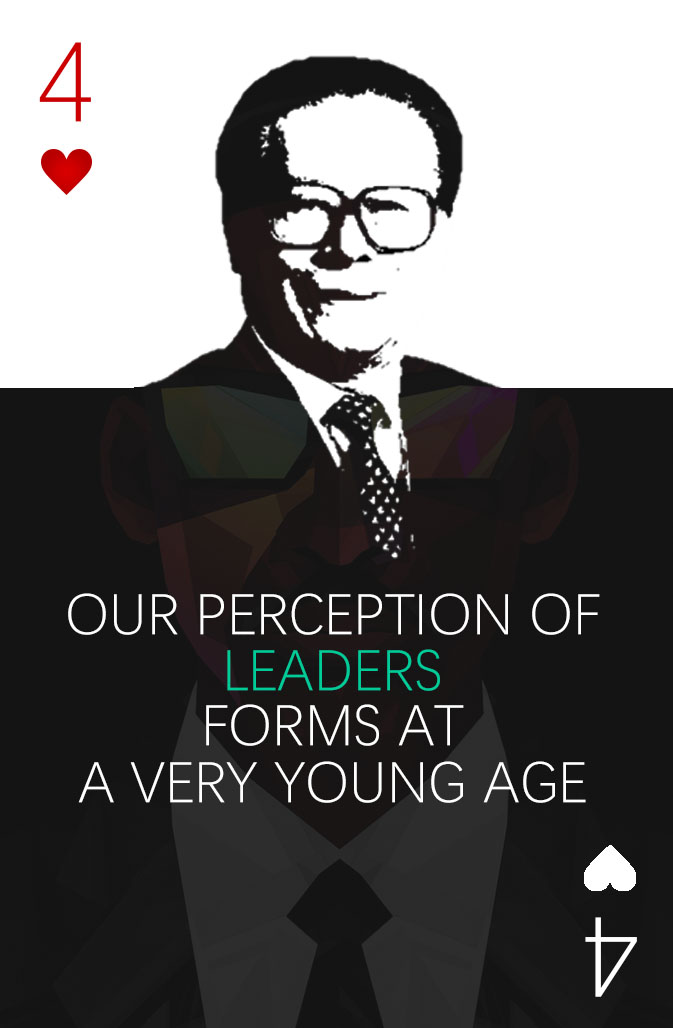 4
OUR PERCEPTION OF
LEADERS
FORMS AT
A VERY YOUNG AGE
4